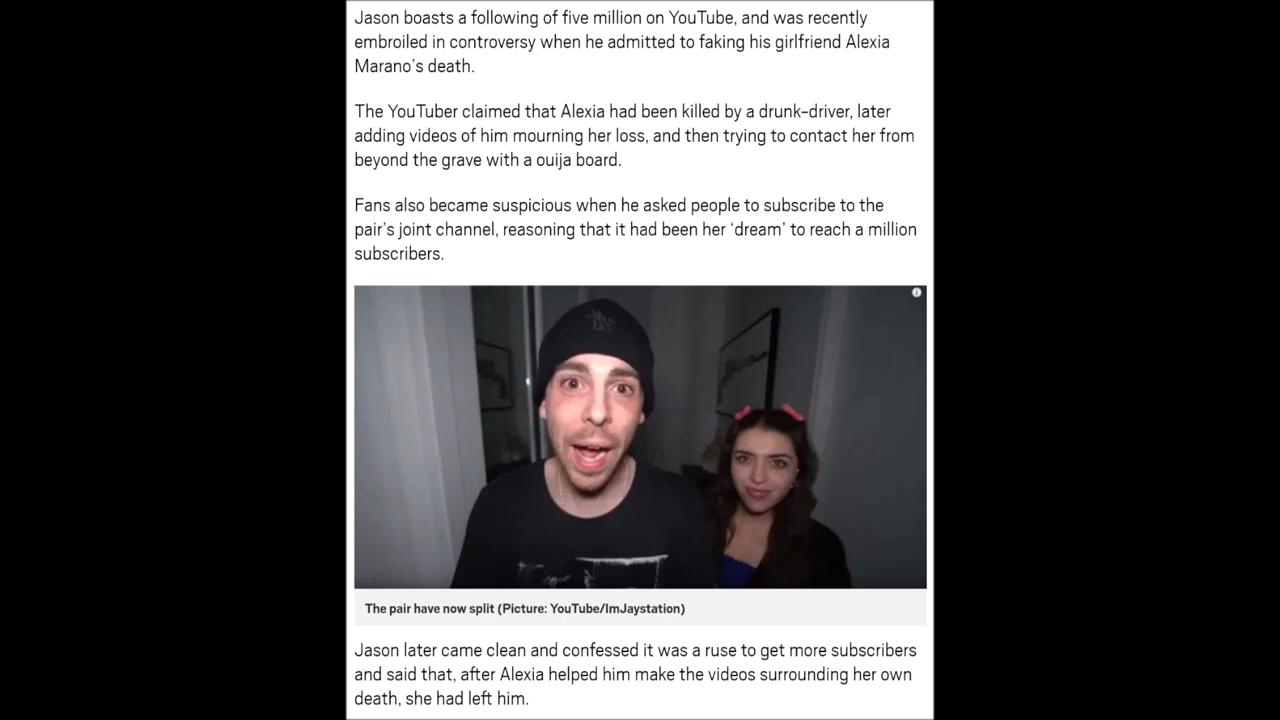 Jason boasts a following of five million on YouTube, and was recently
embroiled in controversy when he admitted to faking his girlfriend Alexia
Marano's death.
The YouTuber claimed that Alexia had been killed by a drunk-driver, later
adding videos of him mourning her loss, and then trying to contact her from
beyond the grave with a ouija board.
Fans also became suspicious when he asked people to subscribe to the
pair's joint channel, reasoning that it had been her ‘dream’ to reach a million
subscribers.
The pair have now split (Picture: YouTube/ImJaystation)
Jason later came clean and confessed it was a ruse to get more subscribers
and said that, after Alexia helped him make the videos surrounding her own
death, she had left him.